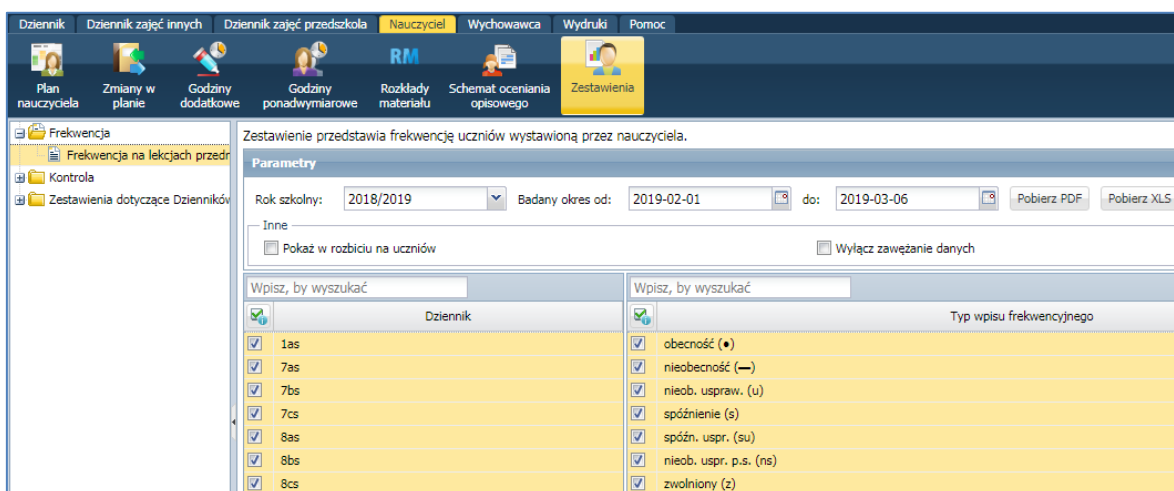 Dziennik Dziennik zajęć innych Dziennik zajęć przedszkola Nauczyciel Wychowawca Wydruki Pomoc
Plan nauczyciela
Zmiany w planie
Godziny dodatkowe
Godziny ponadwymiarowe
RM
Rozkłady materiału
Schemat oceniania opisowego
Zestawienia
Frekwencja
Frekwencja na lekcjach przedr
Kontrola
Zestawienia dotyczące Dzienników
Zestawienie przedstawia frekwencję uczniów wystawioną przez nauczyciela.
Parametry
Rok szkolny: 2018/2019 Badany okres od: 2019-02-01 do: 2019-03-06 Pobierz PDF Pobierz XLS
Inne
Pokaż w rozbiciu na uczniów Wyłącz zawężanie danych
Wpisz, by wyszukać
Dziennik
1as
7as
7bs
7cs
8as
8bs
8cs
Wpisz, by wyszukać
Typ wpisu frekwencyjnego
obecność (●)
nieobecność (—)
nieob. uspraw. (u)
spóźnienie (s)
spóźn. uspr. (su)
nieob. uspr. p.s. (ns)
zwolniony (z)